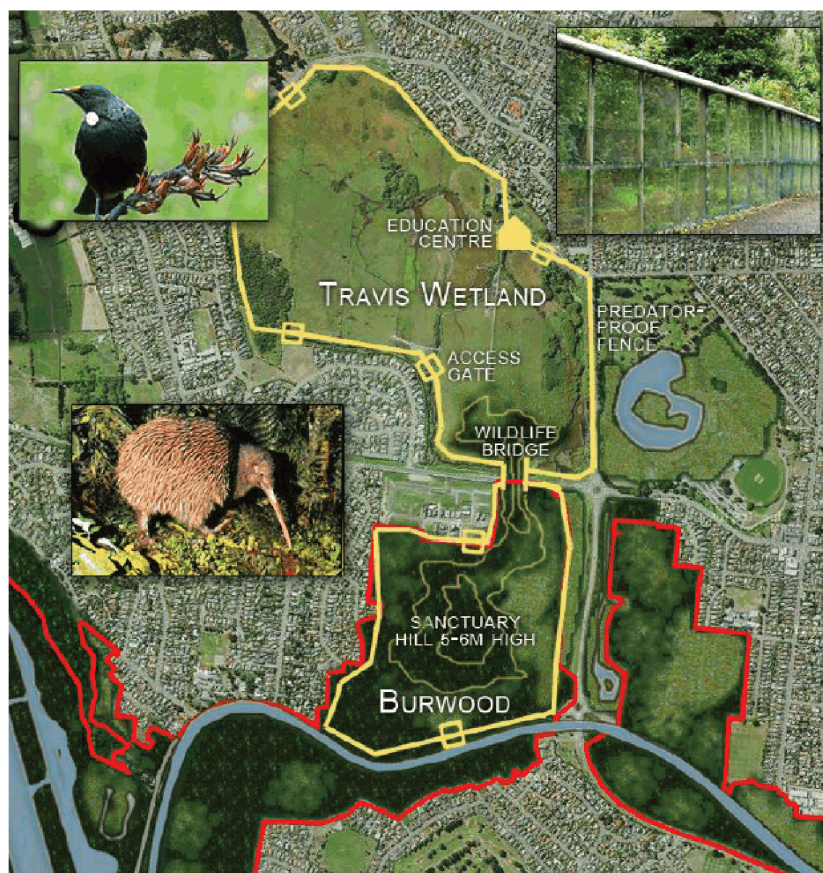 EDUCATION
CENTRE
TRAVIS WETLAND
PREDATOR-
PROOF
FENCE
ACCESS
GATE
WILDLIFE
BRIDGE
SANCTUARY
HILL 5-6M HIGH
BURWOOD